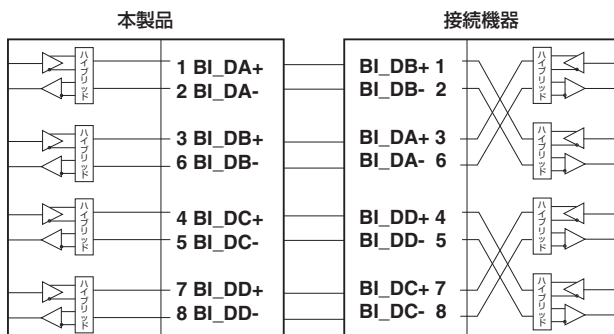 本製品 接続機器
ハイブリッド 1 BI_DA+ BI_DB+ 1 ハイブリッド
2 BI_DA- BI_DB- 2
ハイブリッド 3 BI_DB+ BI_DA+ 3 ハイブリッド
6 BI_DB- BI_DA- 6
ハイブリッド 4 BI_DC+ BI_DD+ 4 ハイブリッド
5 BI_DC- BI_DD- 5
ハイブリッド 7 BI_DD+ BI_DC+ 7 ハイブリッド
8 BI_DD- BI_DC- 8